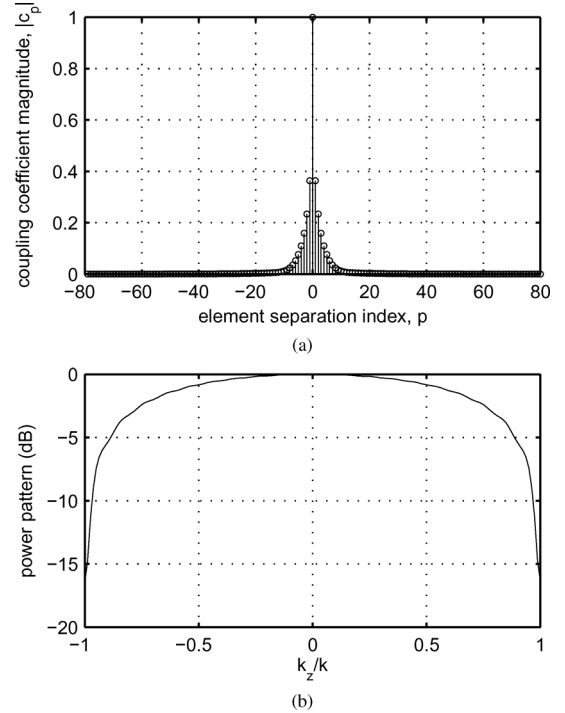 coupling coefficient magnitude, |c_p|
1
0.8
0.6
0.4
0.2
0
−80 −60 −40 −20 0 20 40 60 80
element separation index, p
(a)
power pattern (dB)
0
−5
−10
−15
−20
−1 −0.5 0 0.5 1
k_z/k
(b)